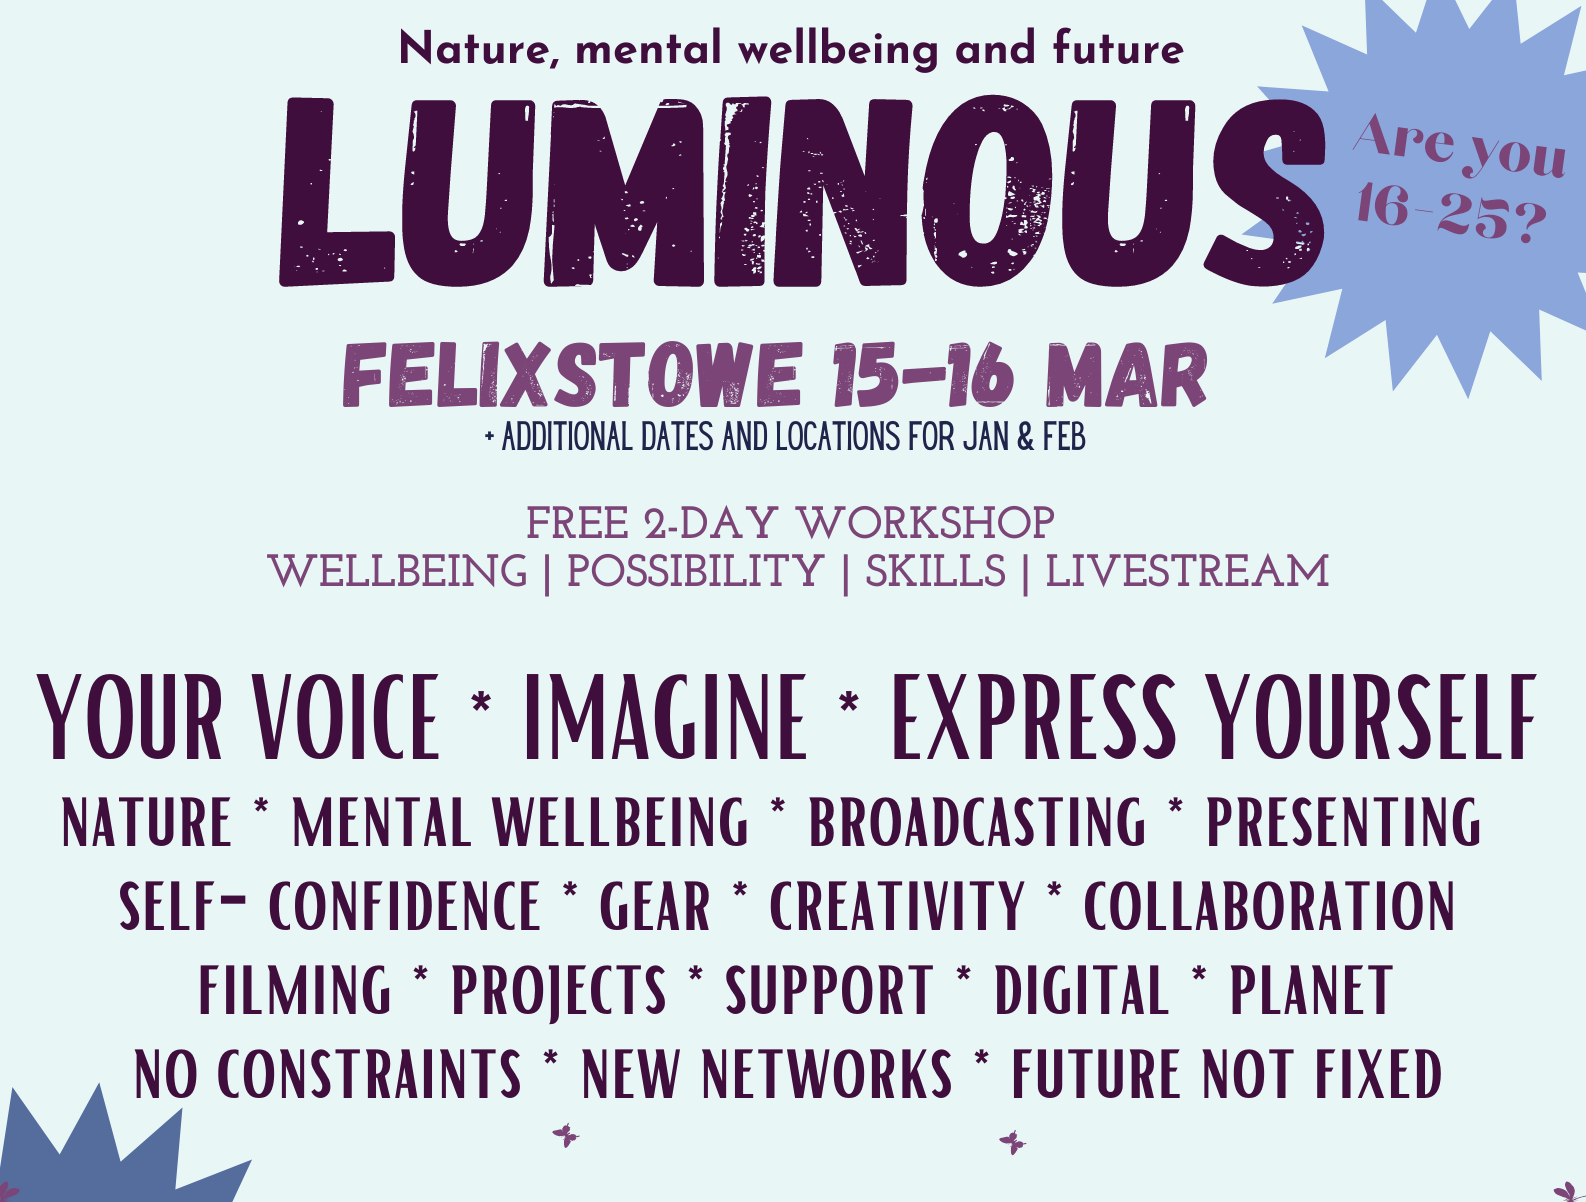 Nature, mental wellbeing and future
LUMINOUS
Are you
16-25?
FELIXSTOWE 15-16 MAR
+ ADDITIONAL DATES AND LOCATIONS FOR JAN & FEB
FREE 2-DAY WORKSHOP
WELLBEING | POSSIBILITY | SKILLS | LIVESTREAM
YOUR VOICE * IMAGINE * EXPRESS YOURSELF
NATURE * MENTAL WELLBEING * BROADCASTING * PRESENTING
SELF- CONFIDENCE * GEAR * CREATIVITY * COLLABORATION
FILMING * PROJECTS * SUPPORT * DIGITAL * PLANET
NO CONSTRAINTS * NEW NETWORKS * FUTURE NOT FIXED